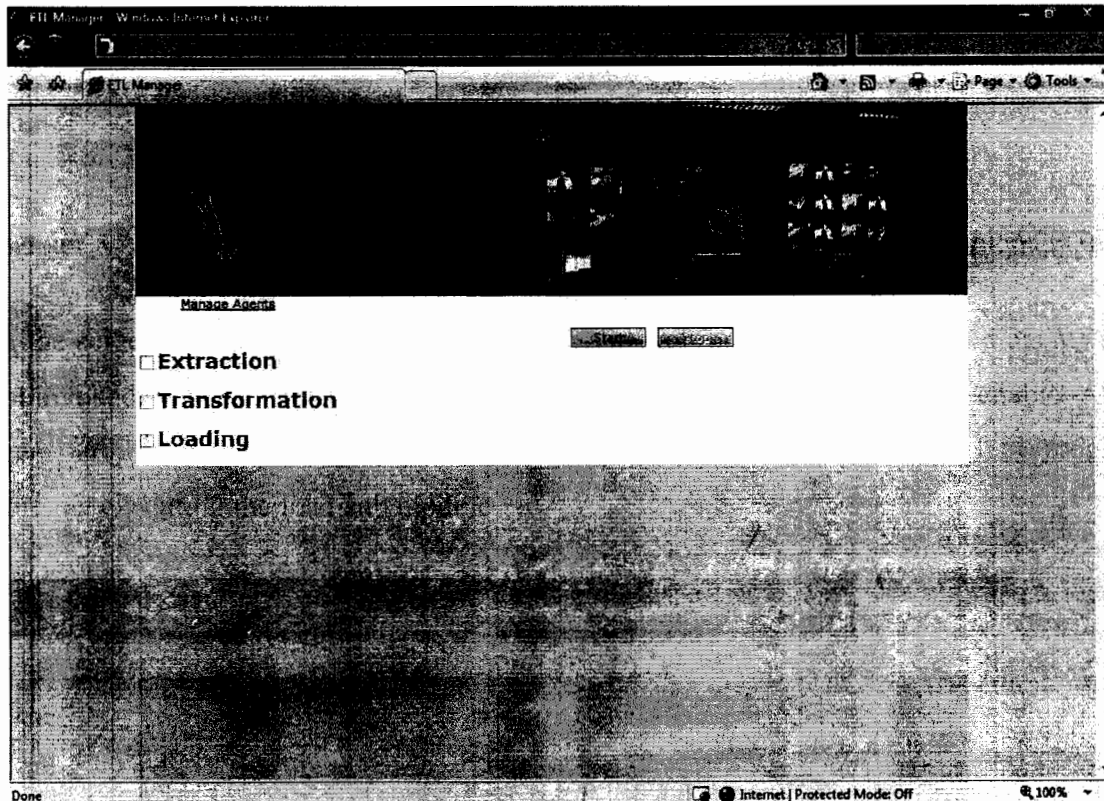 ETL Manager - Windows Internet Explorer
ETL Manager
Page
Tools
Manage Agents
Start
Extraction
Transformation
Loading
Done
Internet | Protected Mode: Off
100%